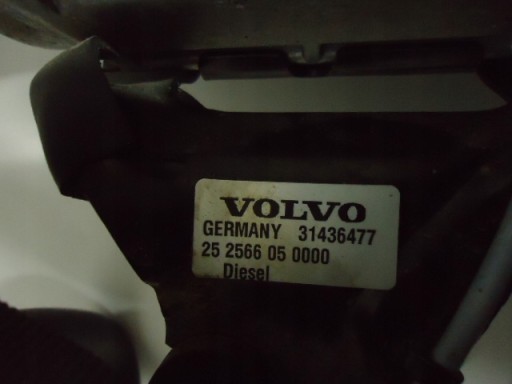 VOLVO
GERMANY 31436477
25 2566 05 0000
Diesel